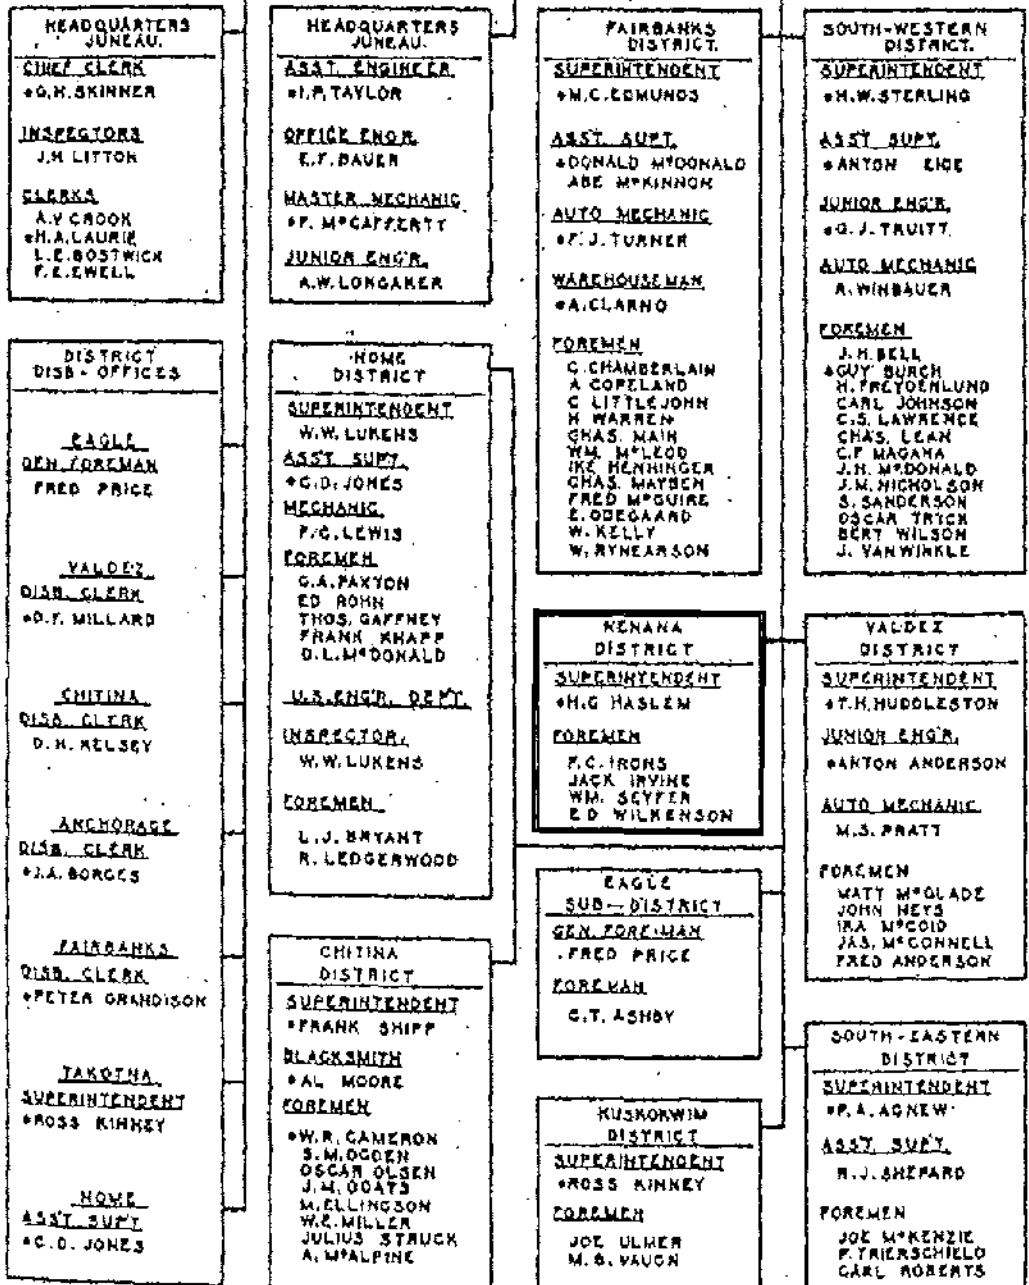 HEADQUARTERS
JUNEAU.
CHIEF CLERK
*G.H. SKINNER
INSPECTORS
J.H. LITTON
CLERKS
A.V. CROOK
*H.A. LAURIE
L.E. BOSTWICK
F.E. EWELL
HEADQUARTERS
JUNEAU.
ASST. ENGINEER
*I.P. TAYLOR
OFFICE ENGR.
E.F. BAUER
MASTER MECHANIC
*P. McCAFFERTY
JUNIOR ENG'R.
A.W. LONGAKER
FAIRBANKS
DISTRICT.
SUPERINTENDENT
*M.C. EDMUNDS
ASS'T. SUPT.
*DONALD McDONALD
ABE McKINNON
AUTO MECHANIC
*F.J. TURNER
WAREHOUSEMAN
*A. CLARNO
FOREMEN
C. CHAMBERLAIN
A COPELAND
C LITTLEJOHN
H WARREN
CHAS. MAIN
WM. McLEOD
IKE HENNINGER
CHAS. MAYBEN
FRED McGUIRE
E. ODEGAARD
W. KELLY
W. RYNEARSON
SOUTH-WESTERN
DISTRICT.
SUPERINTENDENT
*H.W. STERLING
ASS'T. SUPT.
*ANTON EIDE
JUNIOR ENG'R.
*G.J. TRUITT
AUTO MECHANIC
R. WINBAUER
FOREMEN
J.H. BELL
*GUY BURCH
H. FREYDENLUND
CARL JOHNSON
C.S. LAWRENCE
CHAS. LEAN
C.F MAGANA
J.H. McDONALD
J.M. NICHOLSON
S. SANDERSON
OSCAR TRYCK
BERT WILSON
J. VANWINKLE
DISTRICT
DISB- OFFICES
EAGLE
GEN. FOREMAN
FRED PRICE
VALDEZ
DISB. CLERK
*D.F. MILLARD
CHITINA
DISB. CLERK
D.H. KELSEY
ANCHORAGE
DISB. CLERK
*J.A. BORGES
FAIRBANKS
DISB. CLERK
*PETER GRANDISON
TAKOTNA
SUPERINTENDENT
*ROSS KINNEY
NOME
ASS'T. SUP'T
*C.D. JONES
NOME
DISTRICT
SUPERINTENDENT
W.W. LUKENS
ASS'T. SUPT.
*C.D. JONES
MECHANIC
F.C. LEWIS
FOREMEN
G.A. PAXTON
ED ROHN
THOS. GAFFNEY
FRANK KNAPP
D.L. McDONALD
U.S. ENG'R. DEPT.
INSPECTOR.
W.W. LUKENS
FOREMEN
L.J. BRYANT
R. LEDGERWOOD
CHITINA
DISTRICT
SUPERINTENDENT
*FRANK SHIPP
BLACKSMITH
*AL MOORE
FOREMEN
*W.R. CAMERON
S.M. OGDEN
OSCAR OLSEN
J.M. COATS
M. ELLINGSON
W.E. MILLER
JULIUS STRUCK
A. McALPINE
NENANA
DISTRICT
SUPERINTENDENT
*H.G HASLEM
FOREMEN
F.C. IRONS
JACK IRVINE
WM. SEYFER
ED WILKENSON
EAGLE
SUB-DISTRICT
GEN. FOREMAN
FRED PRICE
FOREMAN
C.T. ASHBY
KUSKOKWIM
DISTRICT
SUPERINTENDENT
*ROSS KINNEY
FOREMEN
JOE ULMER
M.B. VAUGN
VALDEZ
DISTRICT
SUPERINTENDENT
*T.H. HUDDLESTON
JUNIOR ENG'R.
*ANTON ANDERSON
AUTO MECHANIC
M.S. PRATT
FOREMEN
MATT McGLADE
JOHN HEYS
IRA McCOID
JAS. McCONNELL
FRED ANDERSON
SOUTH-EASTERN
DISTRICT
SUPERINTENDENT
*P.A. AGNEW
ASS'T. SUP'T.
R.J. SHEPARD
FOREMEN
JOE McKENZIE
F. TRIERSCHIELD
CARL ROBERTS